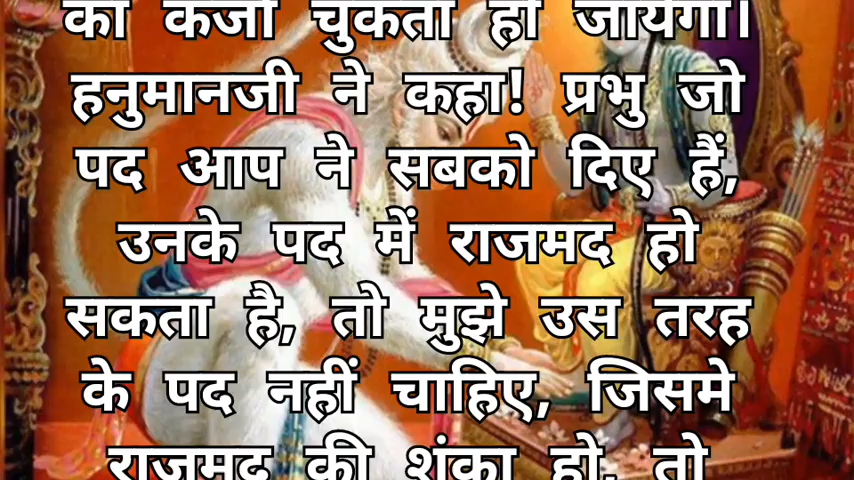 का कर्जा चुकता हो जायेगा।
हनुमानजी ने कहा! प्रभु जो
पद आप ने सबको दिए हैं,
उनके पद में राजमद हो
सकता है, तो मुझे उस तरह
के पद नहीं चाहिए, जिसमे
राजमद की शंका हो, तो